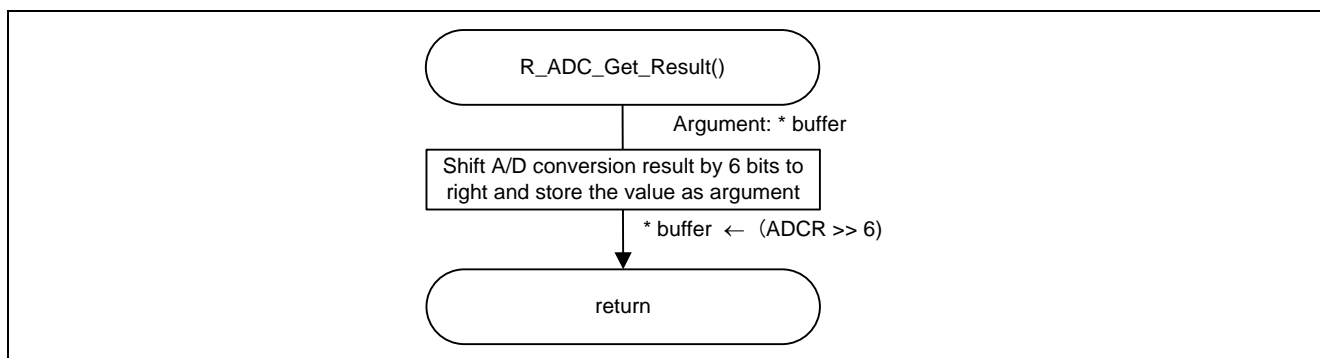 R_ADC_Get_Result()
Argument: * buffer
Shift A/D conversion result by 6 bits to
right and store the value as argument
* buffer ← （ADCR >> 6)
return